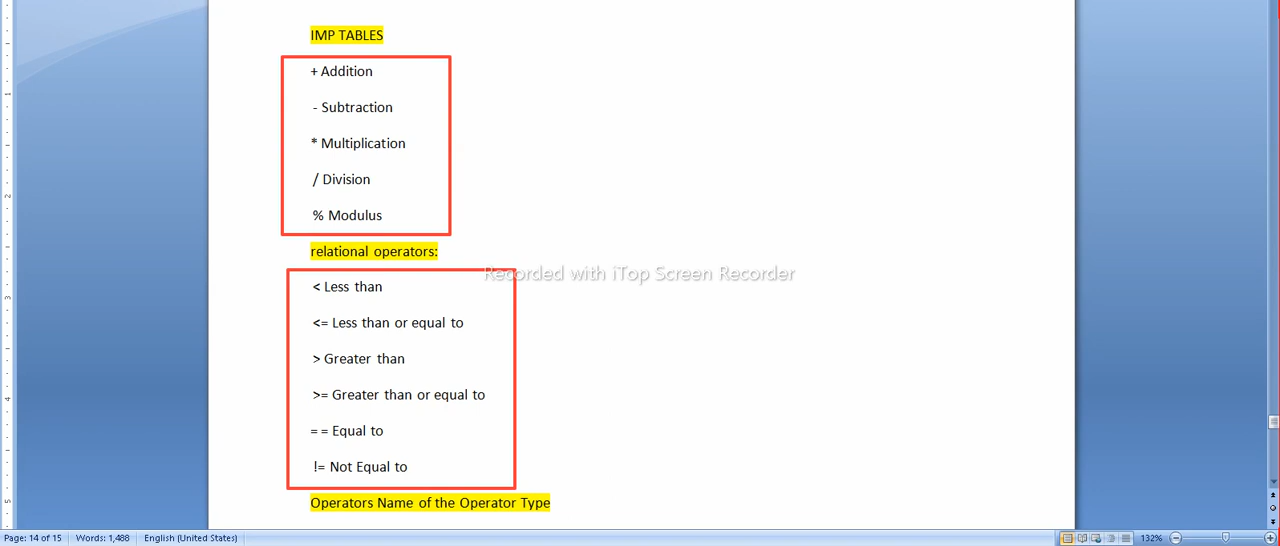 IMP TABLES
+ Addition
- Subtraction
* Multiplication
/ Division
% Modulus
relational operators:
Recorded with iTop Screen Recorder
< Less than
<= Less than or equal to
> Greater than
>= Greater than or equal to
= = Equal to
!= Not Equal to
Operators Name of the Operator Type
Page: 14 of 15 Words: 1,488 English (United States) 132%